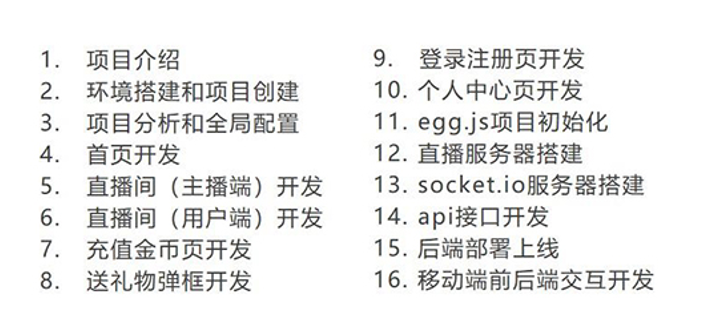 1. 项目介绍
2. 环境搭建和项目创建
3. 项目分析和全局配置
4. 首页开发
5. 直播间（主播端）开发
6. 直播间（用户端）开发
7. 充值金币页开发
8. 送礼物弹框开发
9. 登录注册页开发
10. 个人中心页开发
11. egg.js项目初始化
12. 直播服务器搭建
13. socket.io服务器搭建
14. api接口开发
15. 后端部署上线
16. 移动端前后端交互开发